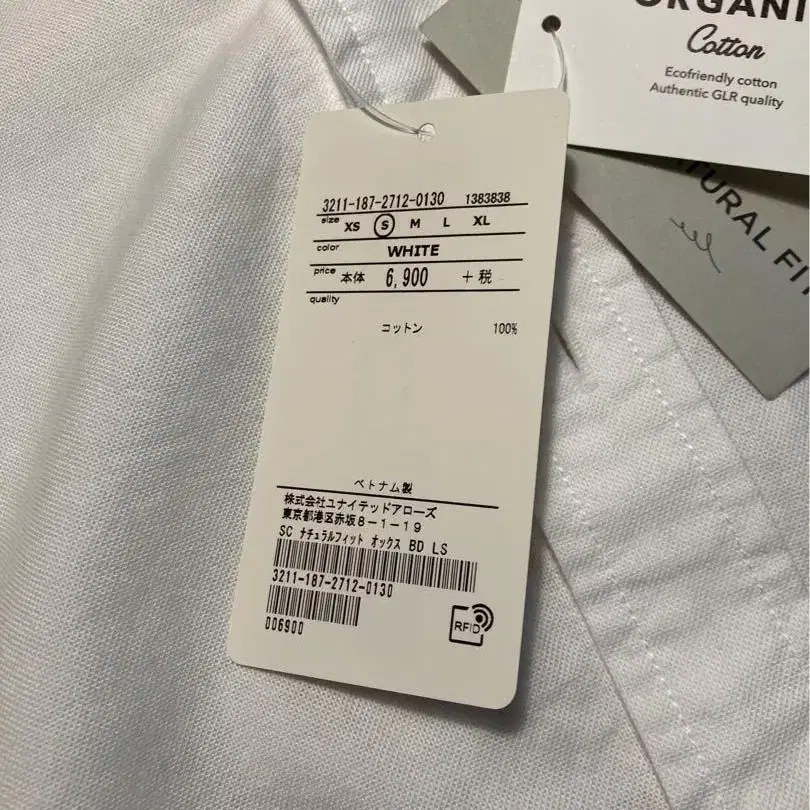 ORGANI
Cotton
Ecofriendly cotton
Authentic GLR quality
NATURAL FIT
3211-187-2712-0130 1383838
size XS S M L XL
color WHITE
price 本体 6,900 +税
quality
コットン 100%
ベトナム製
株式会社ユナイテッドアローズ
東京都港区赤坂8-1-19
SC ナチュラルフィット オックス BD LS
3211-187-2712-0130
006900
RFID